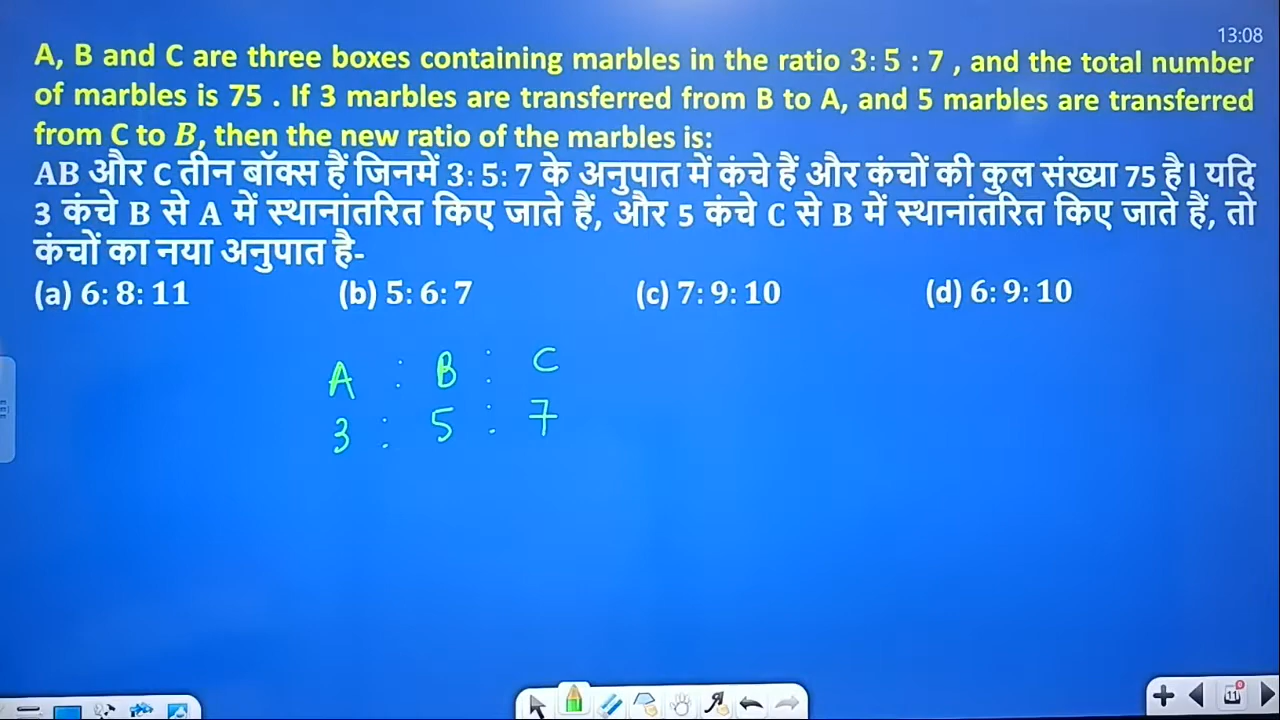 13:08
A, B and C are three boxes containing marbles in the ratio 3: 5 : 7 , and the total number
of marbles is 75 . If 3 marbles are transferred from B to A, and 5 marbles are transferred
from C to B, then the new ratio of the marbles is:
AB और C तीन बॉक्स हैं जिनमें 3: 5: 7 के अनुपात में कंचे हैं और कंचों की कुल संख्या 75 है। यदि
3 कंचे B से A में स्थानांतरित किए जाते हैं, और 5 कंचे C से B में स्थानांतरित किए जाते हैं, तो
कंचों का नया अनुपात है-
(a) 6: 8: 11 (b) 5: 6: 7 (c) 7: 9: 10 (d) 6: 9: 10
A : B : C
3 : 5 : 7
11